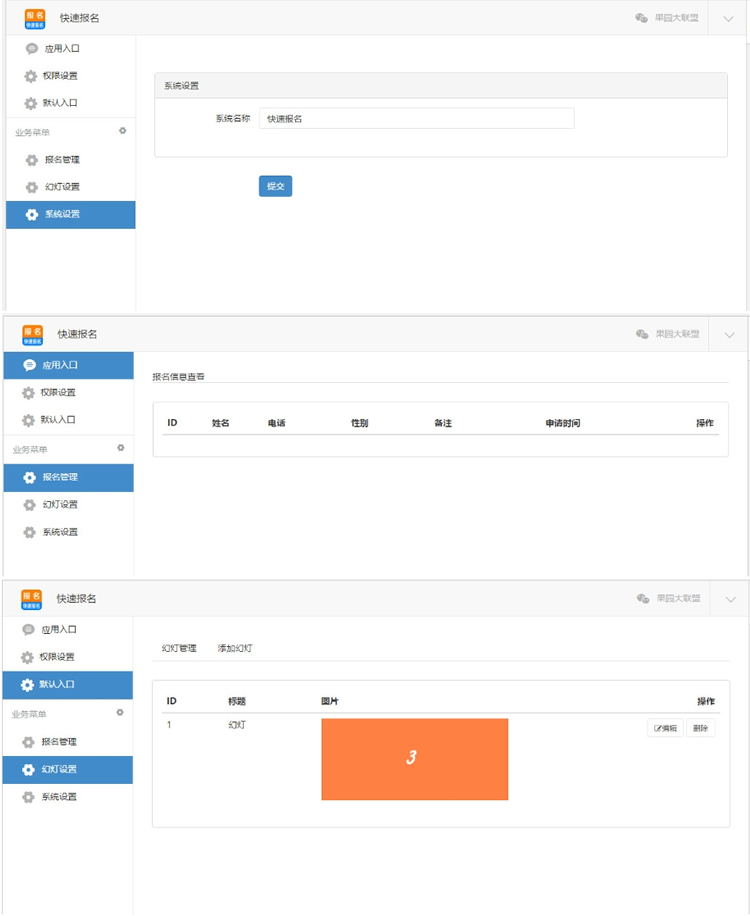 报 名 快速报名
快速报名 果园大联盟
应用入口
权限设置
默认入口
业务菜单
报名管理
幻灯设置
系统设置
系统设置
系统名称 快速报名
提交
报 名 快速报名
快速报名 果园大联盟
应用入口
权限设置
默认入口
业务菜单
报名管理
幻灯设置
系统设置
报名信息查看
ID 姓名 电话 性别 备注 申请时间 操作
报 名 快速报名
快速报名 果园大联盟
应用入口
权限设置
默认入口
业务菜单
报名管理
幻灯设置
系统设置
幻灯管理 添加幻灯
ID 标题 图片 操作
1 幻灯 3 编辑 删除